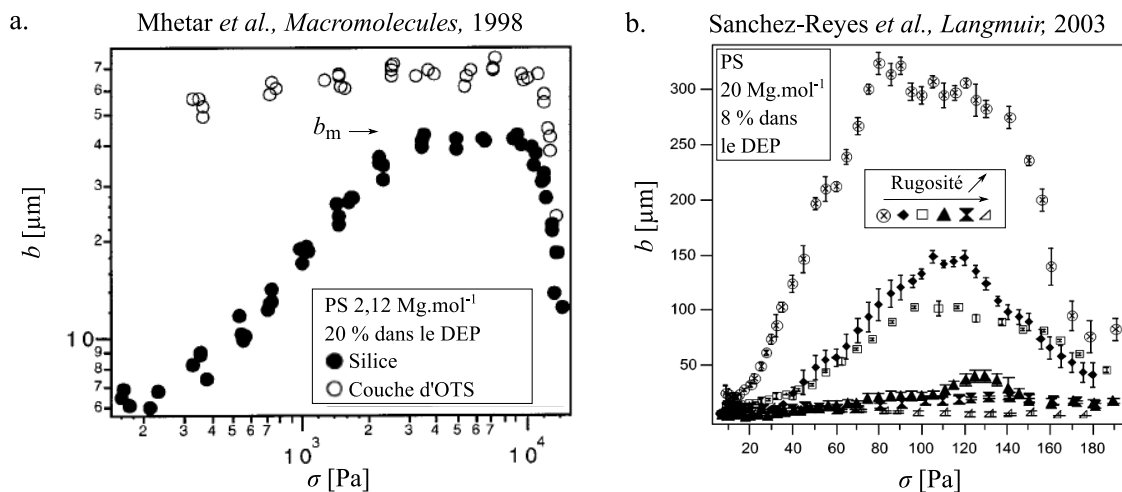 a.
Mhetar et al., Macromolecules, 1998
7
6
5
4
3
2
10
9
8
7
6
b [µm]
bm
PS 2,12 Mg.mol-1
20 % dans le DEP
Silice
Couche d'OTS
2 3 4 5 6 7 10³ 2 3 4 5 6 7 10⁴
σ [Pa]
b.
Sanchez-Reyes et al., Langmuir, 2003
300
250
200
150
100
50
b [µm]
PS
20 Mg.mol-1
8 % dans
le DEP
Rugosité
20 40 60 80 100 120 140 160 180
σ [Pa]